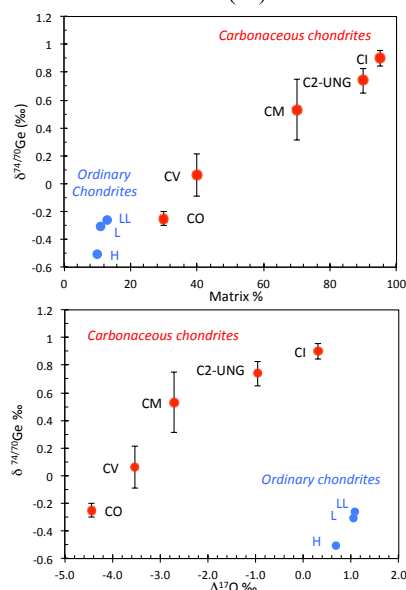 Carbonaceous chondrites
CI
C2-UNG
CM
CV
CO
Ordinary
Chondrites
LL
L
H
δ74/70Ge (‰)
1
0.8
0.6
0.4
0.2
0
-0.2
-0.4
-0.6
0 20 40 60 80 100
Matrix %
Carbonaceous chondrites
CI
C2-UNG
CM
CV
CO
Ordinary chondrites
LL
L
H
δ 74/70Ge ‰
1
0.8
0.6
0.4
0.2
0
-0.2
-0.4
-0.6
-5.0 -4.0 -3.0 -2.0 -1.0 0.0 1.0 2.0
Δ17O ‰